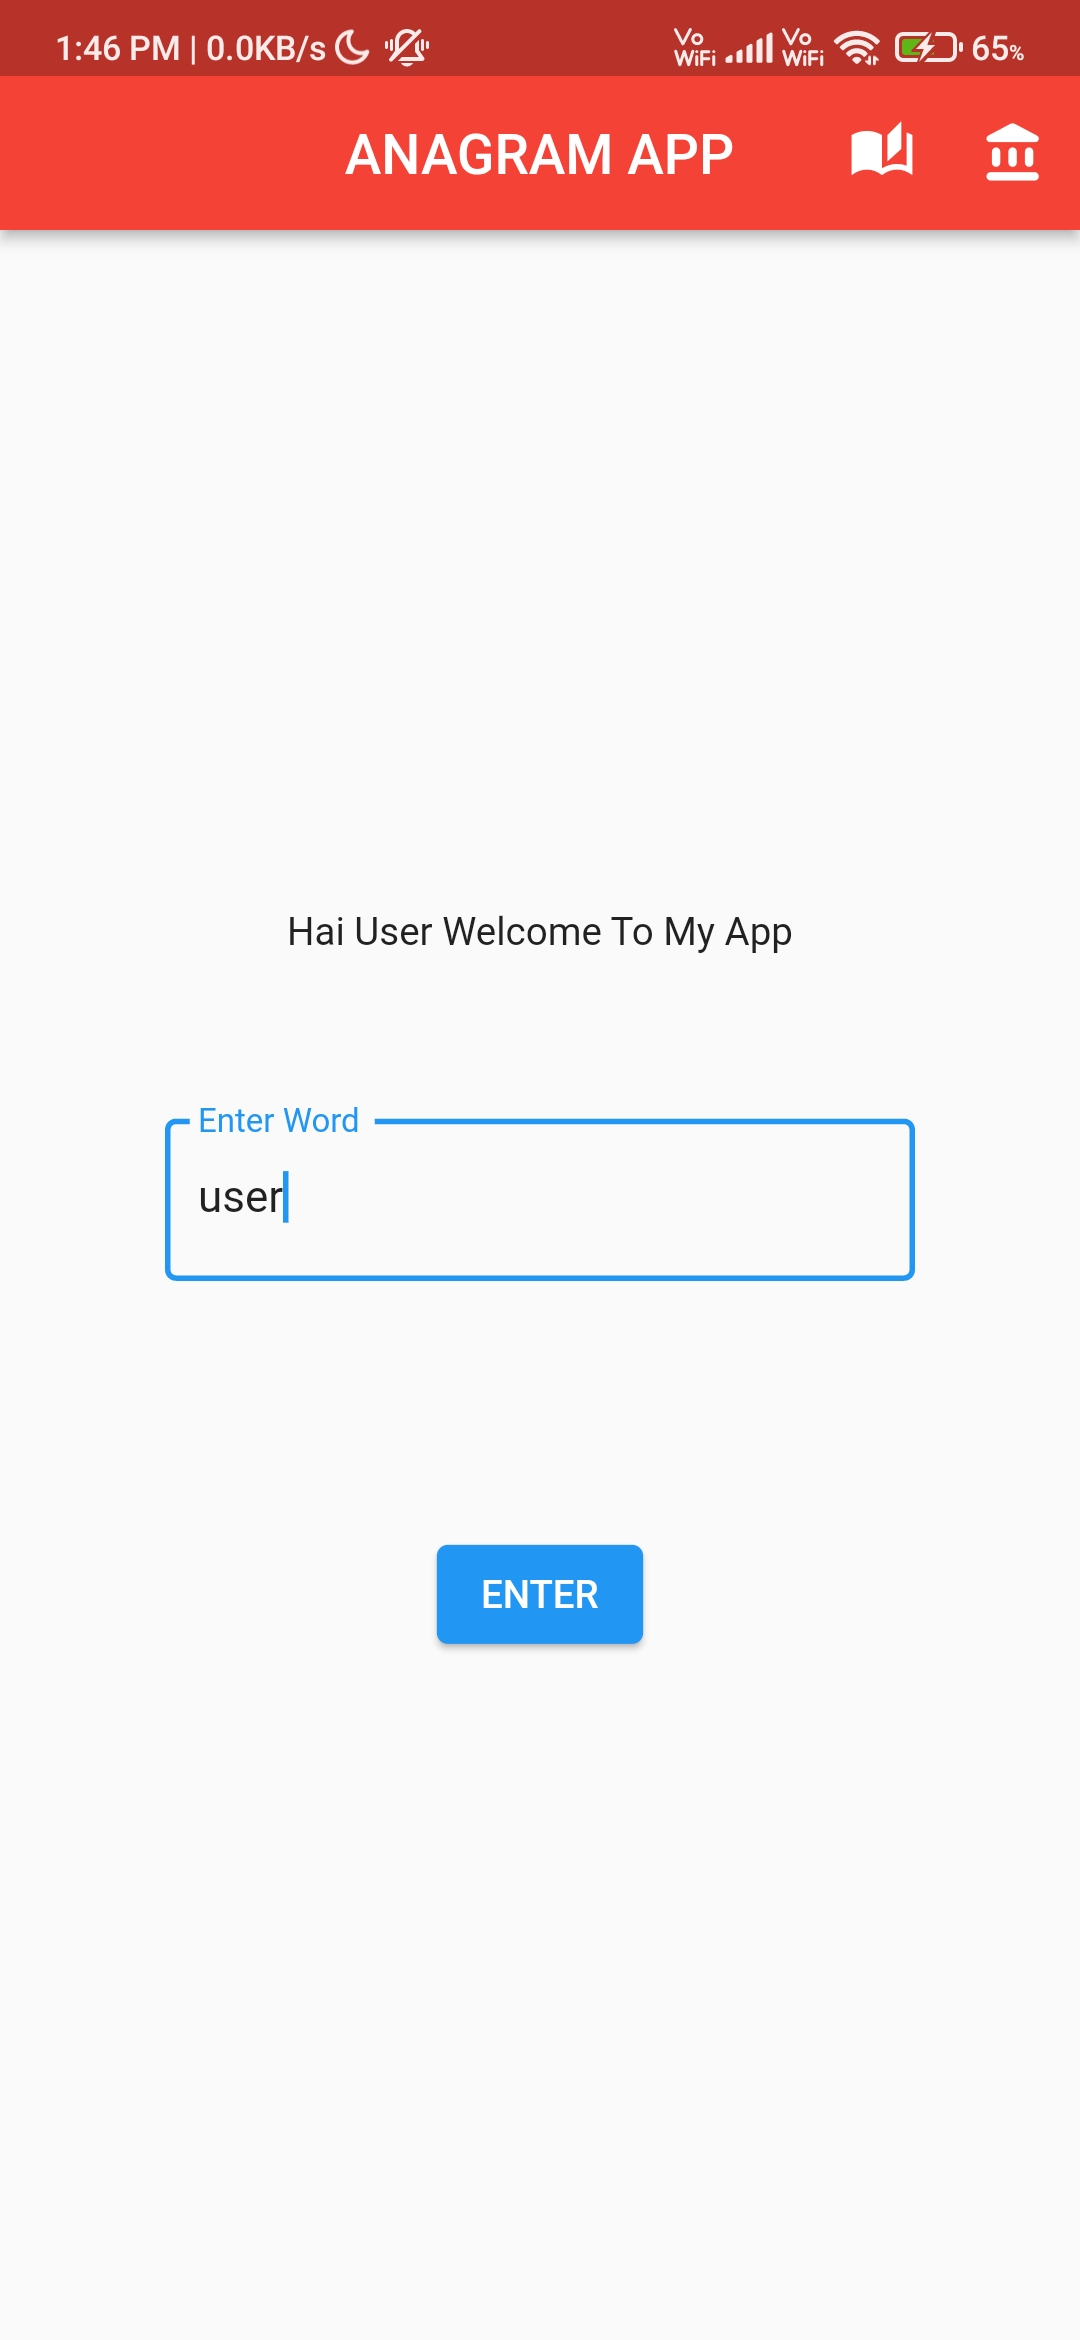 1:46 PM | 0.0KB/s Vo WiFi Vo WiFi 65%
ANAGRAM APP
Hai User Welcome To My App
Enter Word
user
ENTER